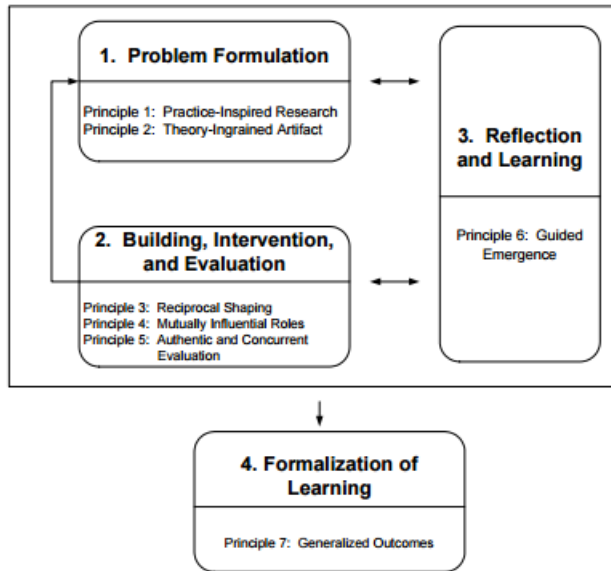 1. Problem Formulation
Principle 1: Practice-Inspired Research
Principle 2: Theory-Ingrained Artifact
2. Building, Intervention,
and Evaluation
Principle 3: Reciprocal Shaping
Principle 4: Mutually Influential Roles
Principle 5: Authentic and Concurrent
Evaluation
3. Reflection
and Learning
Principle 6: Guided
Emergence
4. Formalization of
Learning
Principle 7: Generalized Outcomes